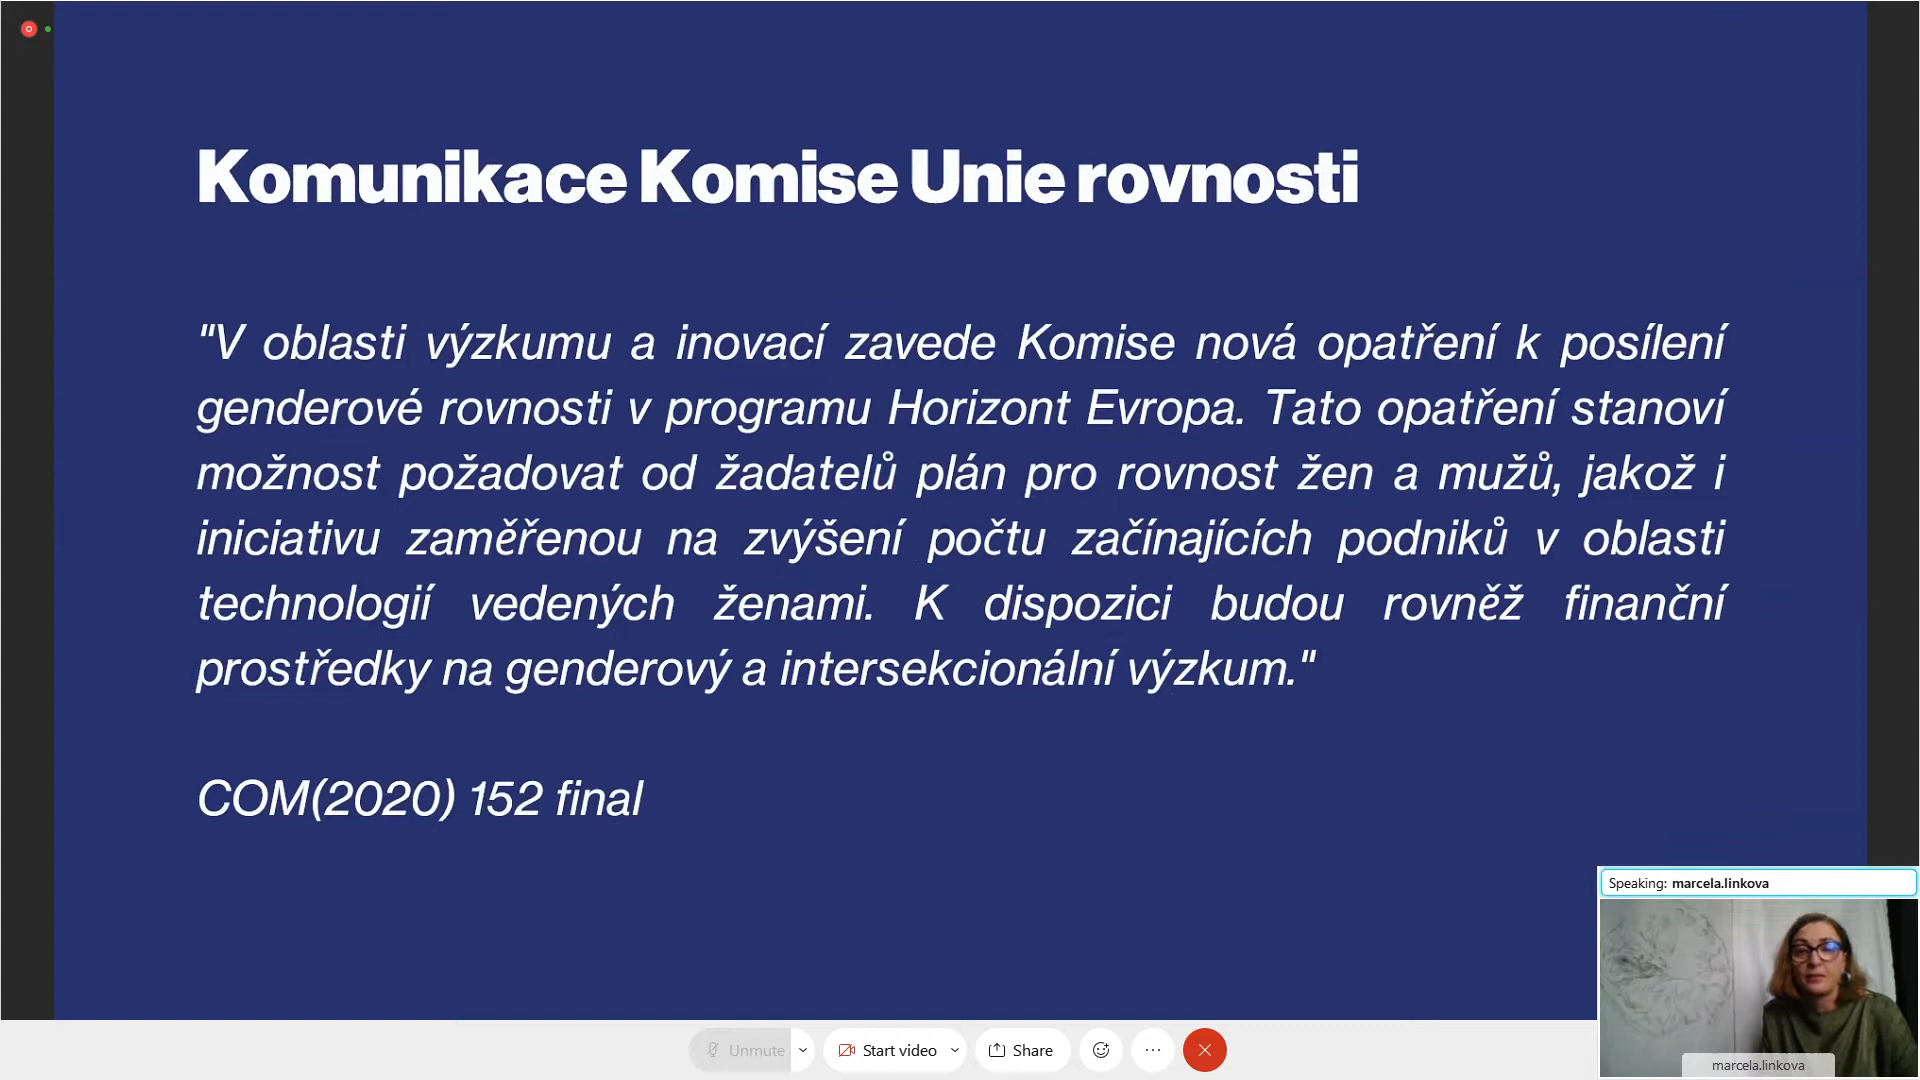 Komunikace Komise Unie rovnosti
"V oblasti výzkumu a inovací zavede Komise nová opatření k posílení
genderové rovnosti v programu Horizont Evropa. Tato opatření stanoví
možnost požadovat od žadatelů plán pro rovnost žen a mužů, jakož i
iniciativu zaměřenou na zvýšení počtu začínajících podniků v oblasti
technologií vedených ženami. K dispozici budou rovněž finanční
prostředky na genderový a intersekcionální výzkum."
COM(2020) 152 final
Speaking: marcela.linkova
marcela.linkova
Unmute
Start video
Share